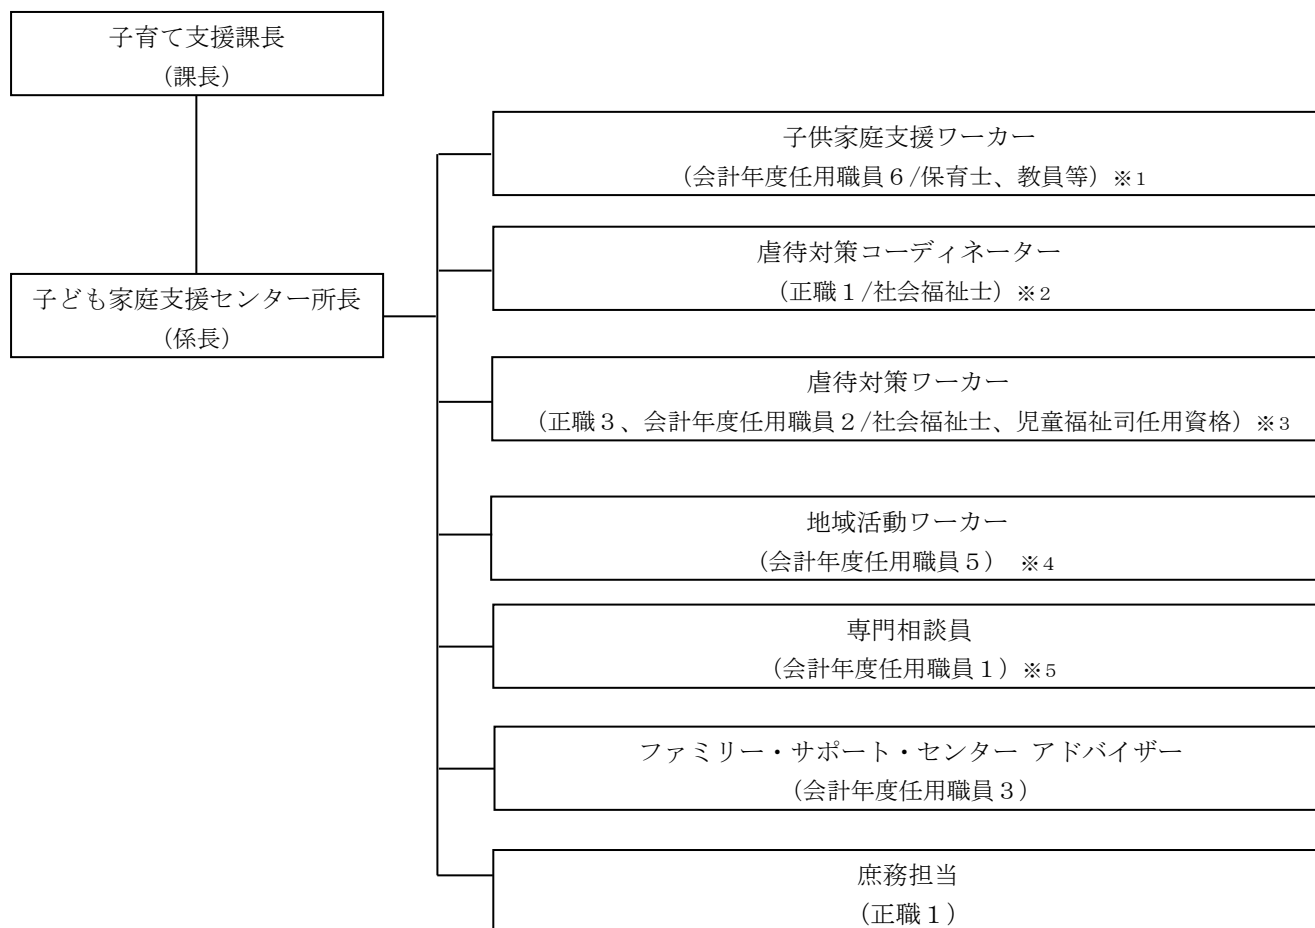 子育て支援課長
(課長)
子ども家庭支援センター所長
(係長)
子供家庭支援ワーカー
(会計年度任用職員6/保育士、教員等)※1
虐待対策コーディネーター
(正職1/社会福祉士)※2
虐待対策ワーカー
(正職3、会計年度任用職員2/社会福祉士、児童福祉司任用資格)※3
地域活動ワーカー
(会計年度任用職員5) ※4
専門相談員
(会計年度任用職員1)※5
ファミリー・サポート・センター アドバイザー
(会計年度任用職員3)
庶務担当
(正職1)